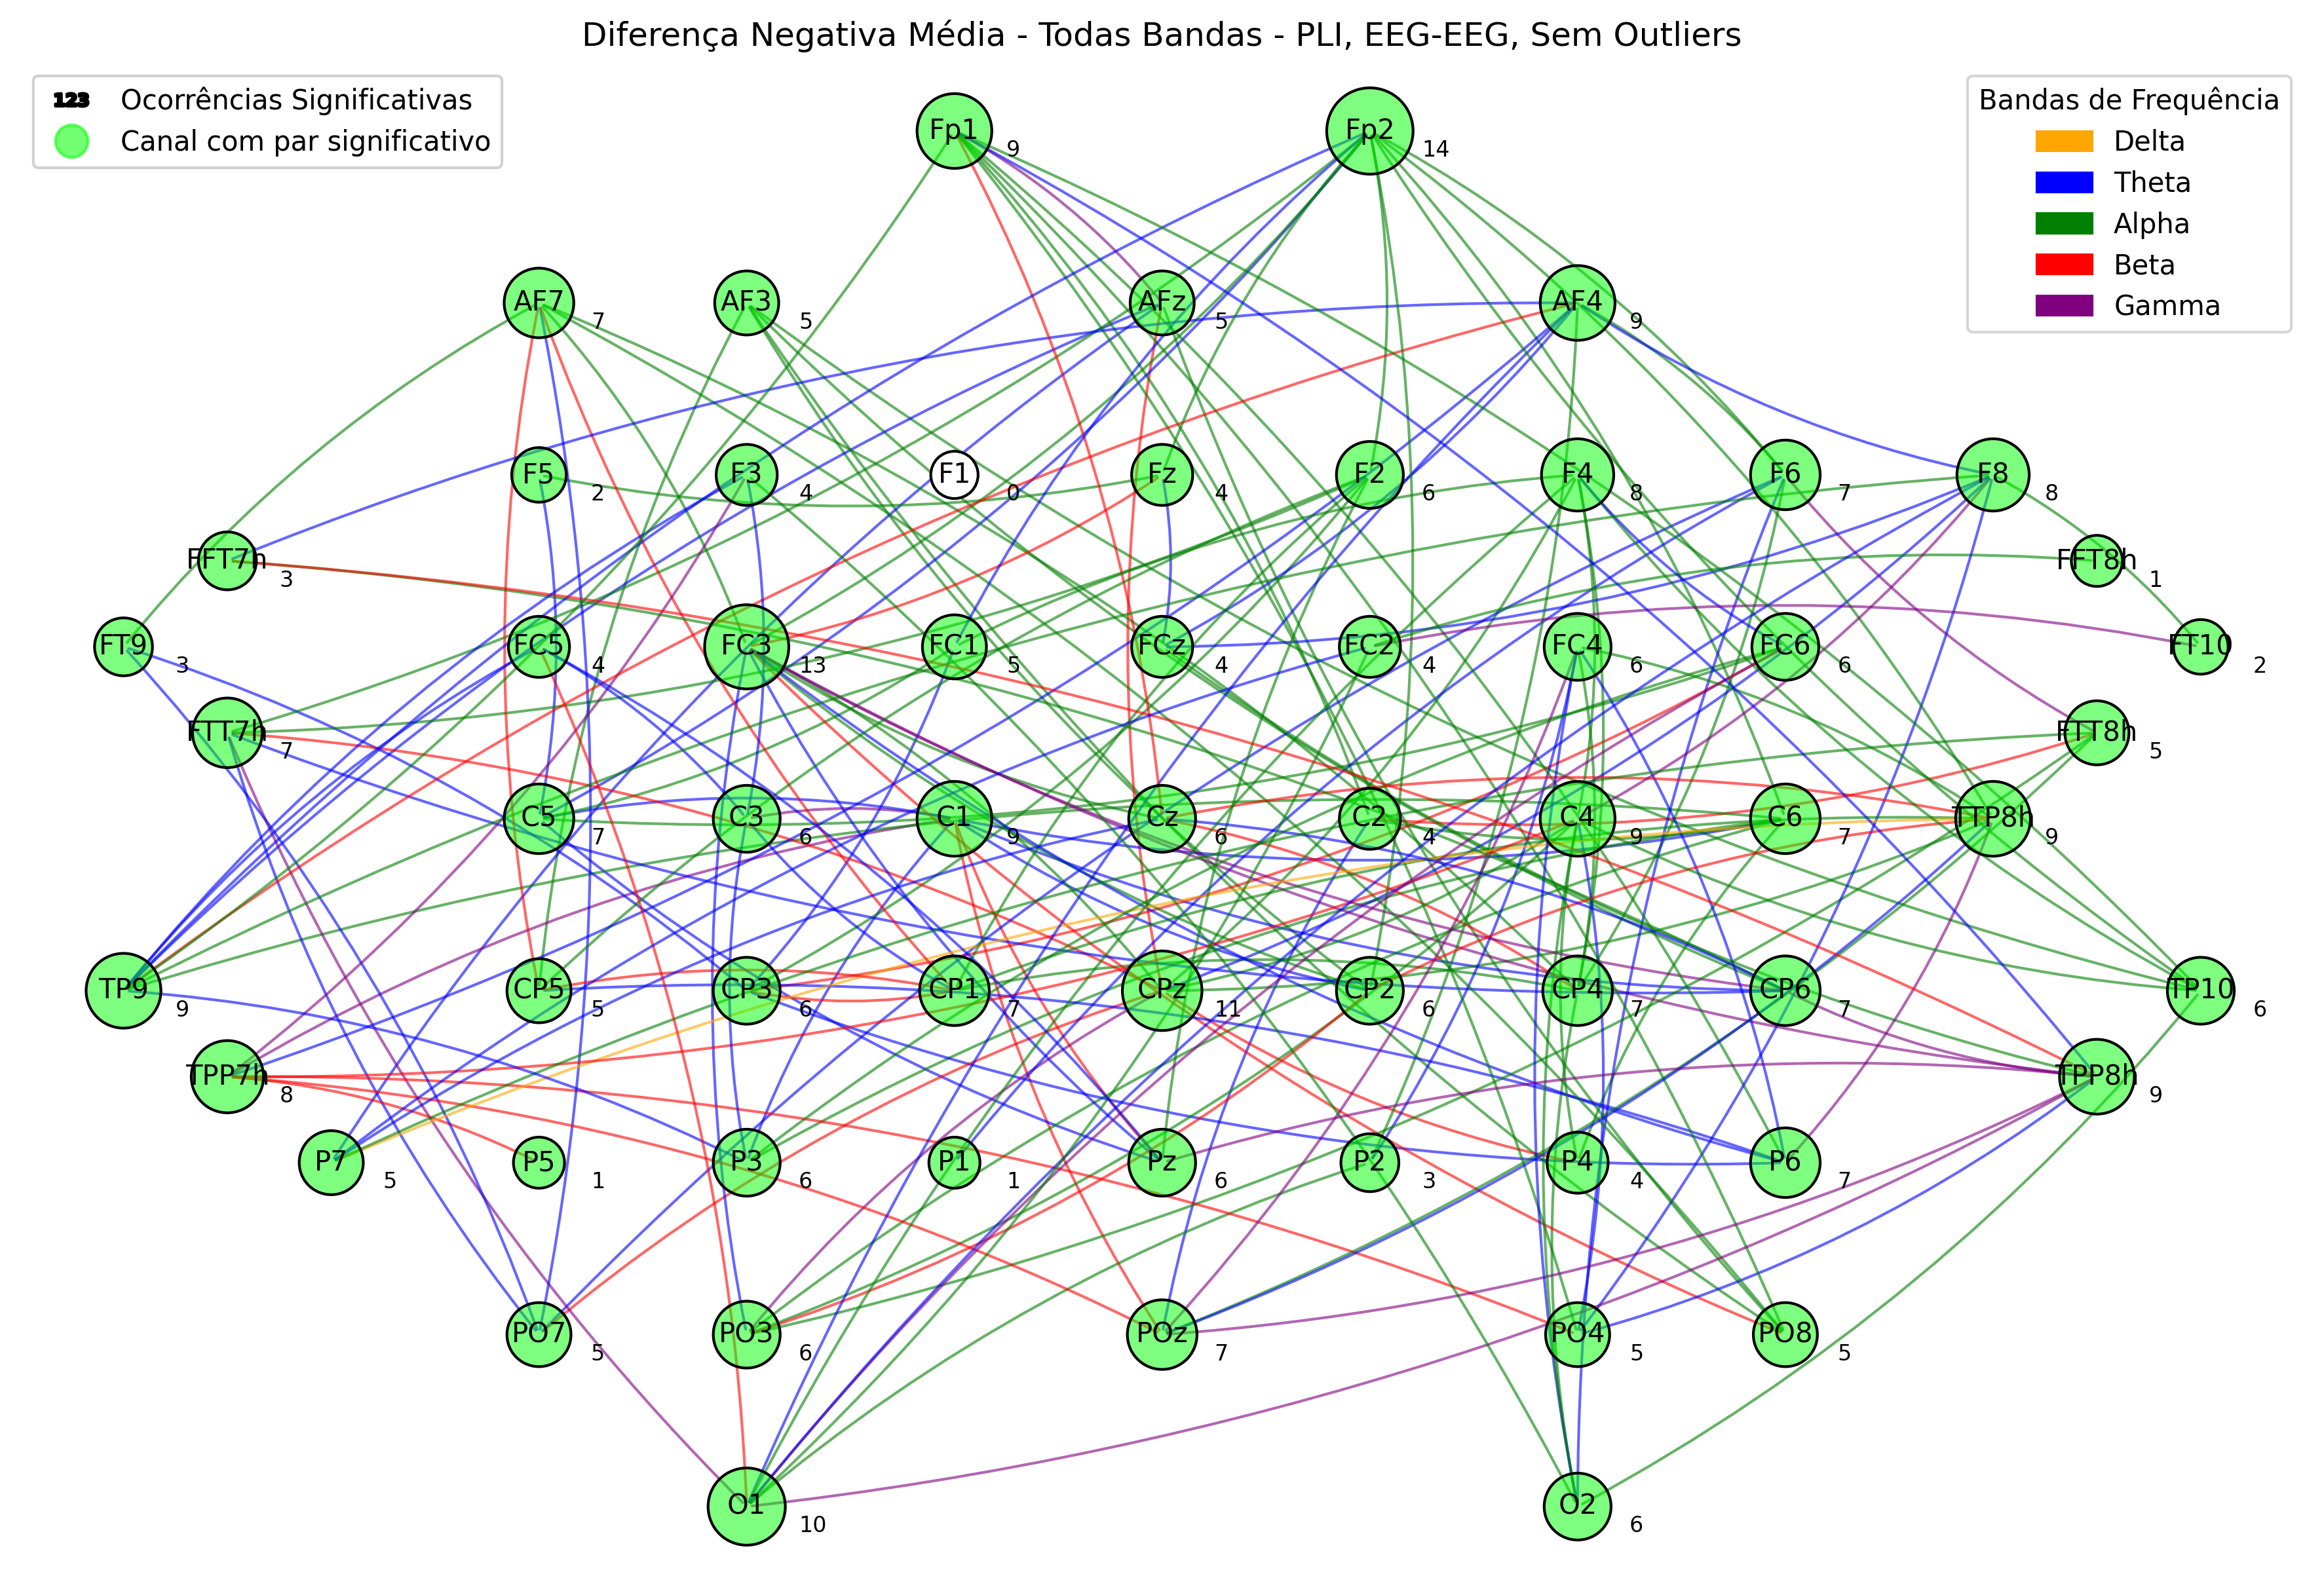 Diferença Negativa Média - Todas Bandas - PLI, EEG-EEG, Sem Outliers
123 Ocorrências Significativas
Canal com par significativo
Bandas de Frequência
Delta
Theta
Alpha
Beta
Gamma
Fp1 9
Fp2 14
AF7 7
AF3 5
AFz 5
AF4 9
F5 2
F3 4
F1 0
Fz 4
F2 6
F4 8
F6 7
F8 8
FFT7h 3
FFT8h 1
FT9 3
FC5 4
FC3 13
FC1 5
FCz 4
FC2 4
FC4 6
FC6 6
FT10 2
FTT7h 7
FTT8h 5
C5 7
C3 6
C1 9
Cz 6
C2 4
C4 9
C6 7
TTP8h 9
TP9 9
CP5 5
CP3 6
CP1 7
CPz 11
CP2 6
CP4 7
CP6 7
TP10 6
TPP7h 8
TPP8h 9
P7 5
P5 1
P3 6
P1 1
Pz 6
P2 3
P4 4
P6 7
PO7 5
PO3 6
POz 7
PO4 5
PO8 5
O1 10
O2 6